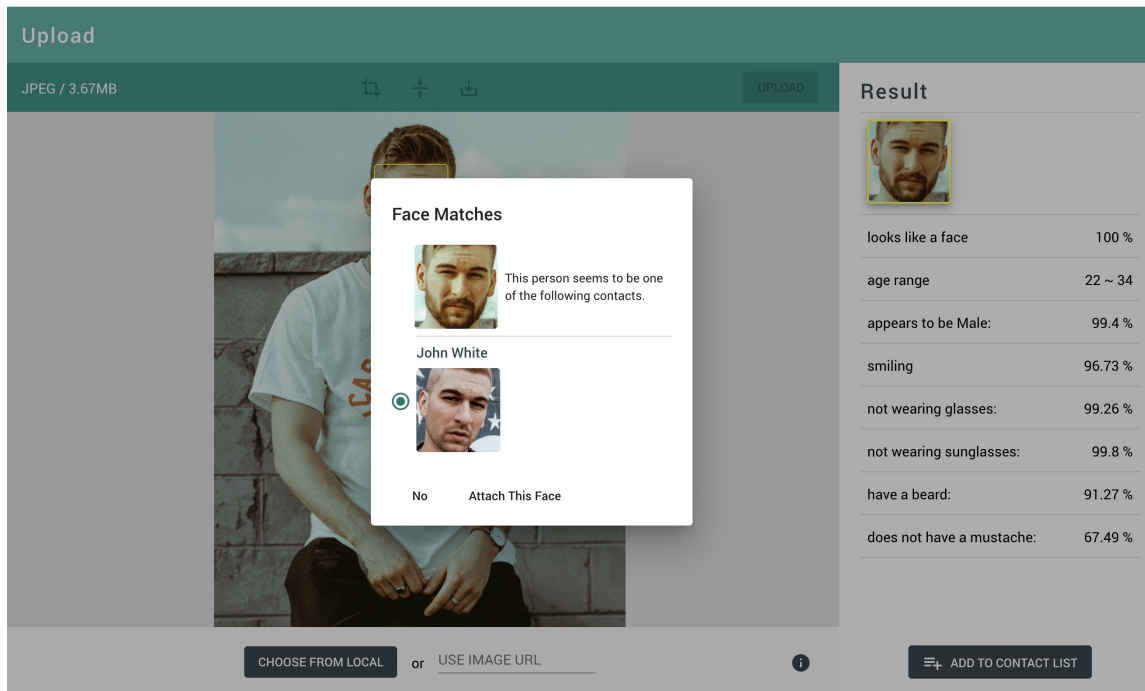 Upload
JPEG / 3.67MB
UPLOAD
Face Matches
This person seems to be one
of the following contacts.
John White
No
Attach This Face
CHOOSE FROM LOCAL
or
USE IMAGE URL
Result
looks like a face
100 %
age range
22 ~ 34
appears to be Male:
99.4 %
smiling
96.73 %
not wearing glasses:
99.26 %
not wearing sunglasses:
99.8 %
have a beard:
91.27 %
does not have a mustache:
67.49 %
ADD TO CONTACT LIST